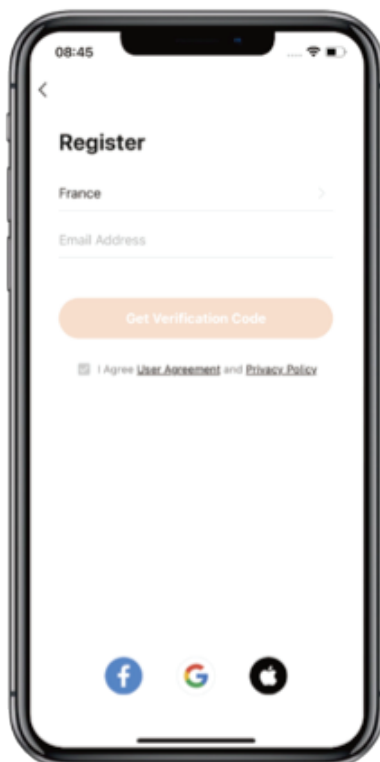 08:45
Register
France
Email Address
Get Verification Code
I Agree User Agreement and Privacy Policy